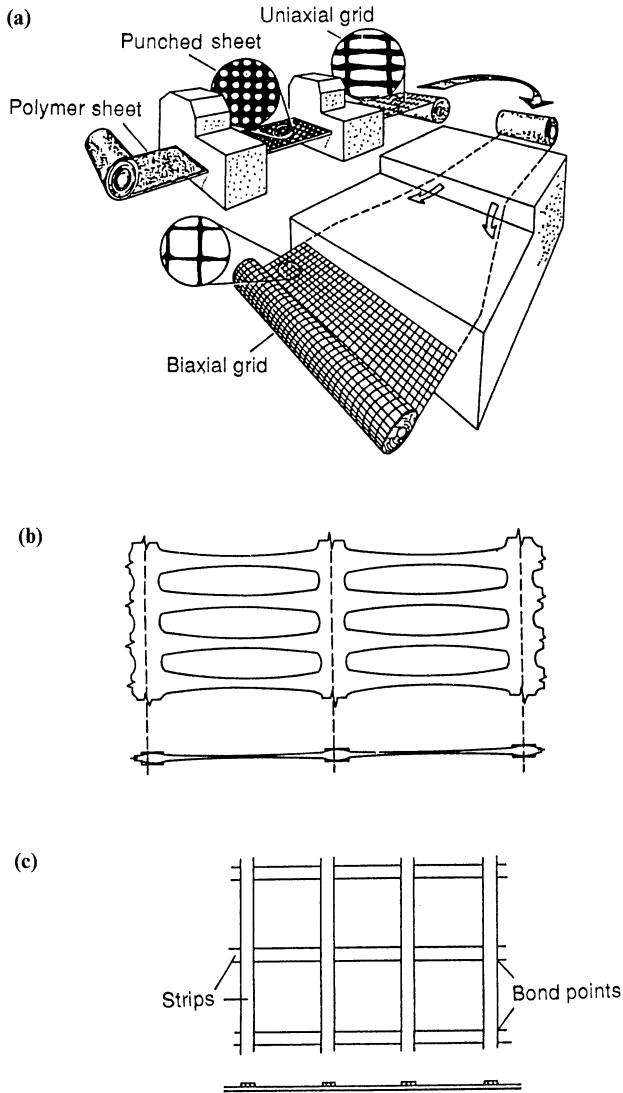 (a)
Uniaxial grid
Punched sheet
Polymer sheet
Biaxial grid
(b)
(c)
Strips
Bond points